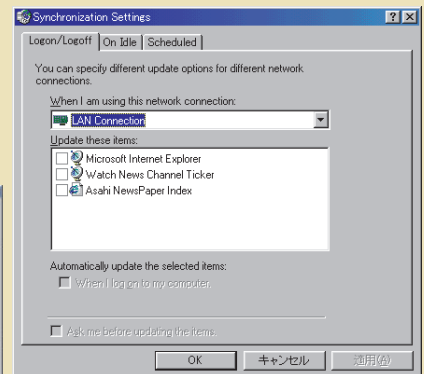 Synchronization Settings
Logon/Logoff On Idle Scheduled
You can specify different update options for different network
connections.
When I am using this network connection:
LAN Connection
Update these items:
Microsoft Internet Explorer
Watch News Channel Ticker
Asahi NewsPaper Index
Automatically update the selected items:
When I log on to my computer.
Ask me before updating the items.
OK キャンセル 適用(A)